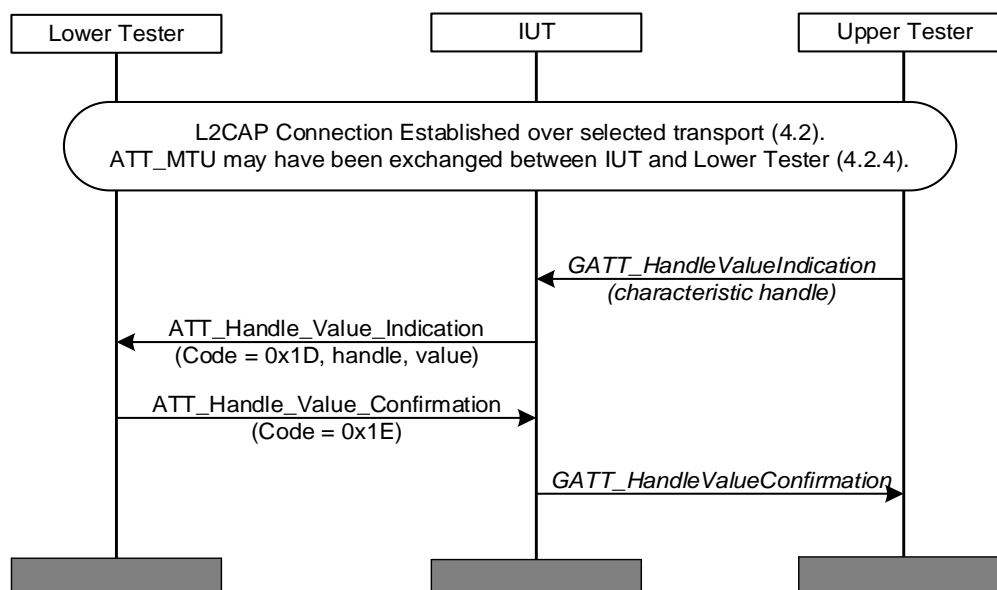 Lower Tester
IUT
Upper Tester
L2CAP Connection Established over selected transport (4.2).
ATT_MTU may have been exchanged between IUT and Lower Tester (4.2.4).
GATT_HandleValueIndication
(characteristic handle)
ATT_Handle_Value_Indication
(Code = 0x1D, handle, value)
ATT_Handle_Value_Confirmation
(Code = 0x1E)
GATT_HandleValueConfirmation